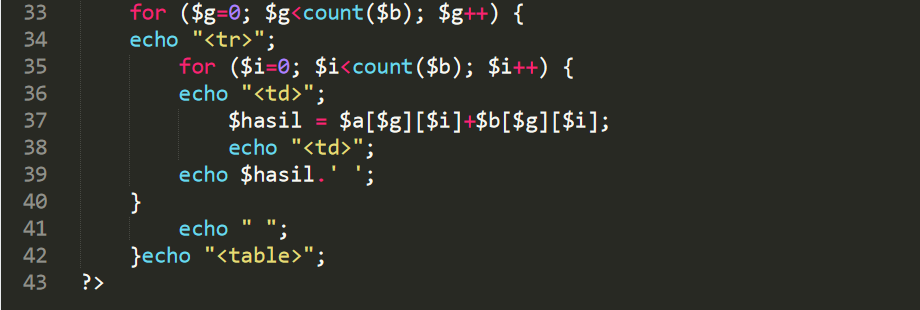 33 for ($g=0; $g<count($b); $g++) {
34 echo "<tr>";
35 for ($i=0; $i<count($b); $i++) {
36 echo "<td>";
37 $hasil = $a[$g][$i]+$b[$g][$i];
38 echo "<td>";
39 echo $hasil.' ';
40 }
41 echo " ";
42 }echo "<table>";
43 ?>